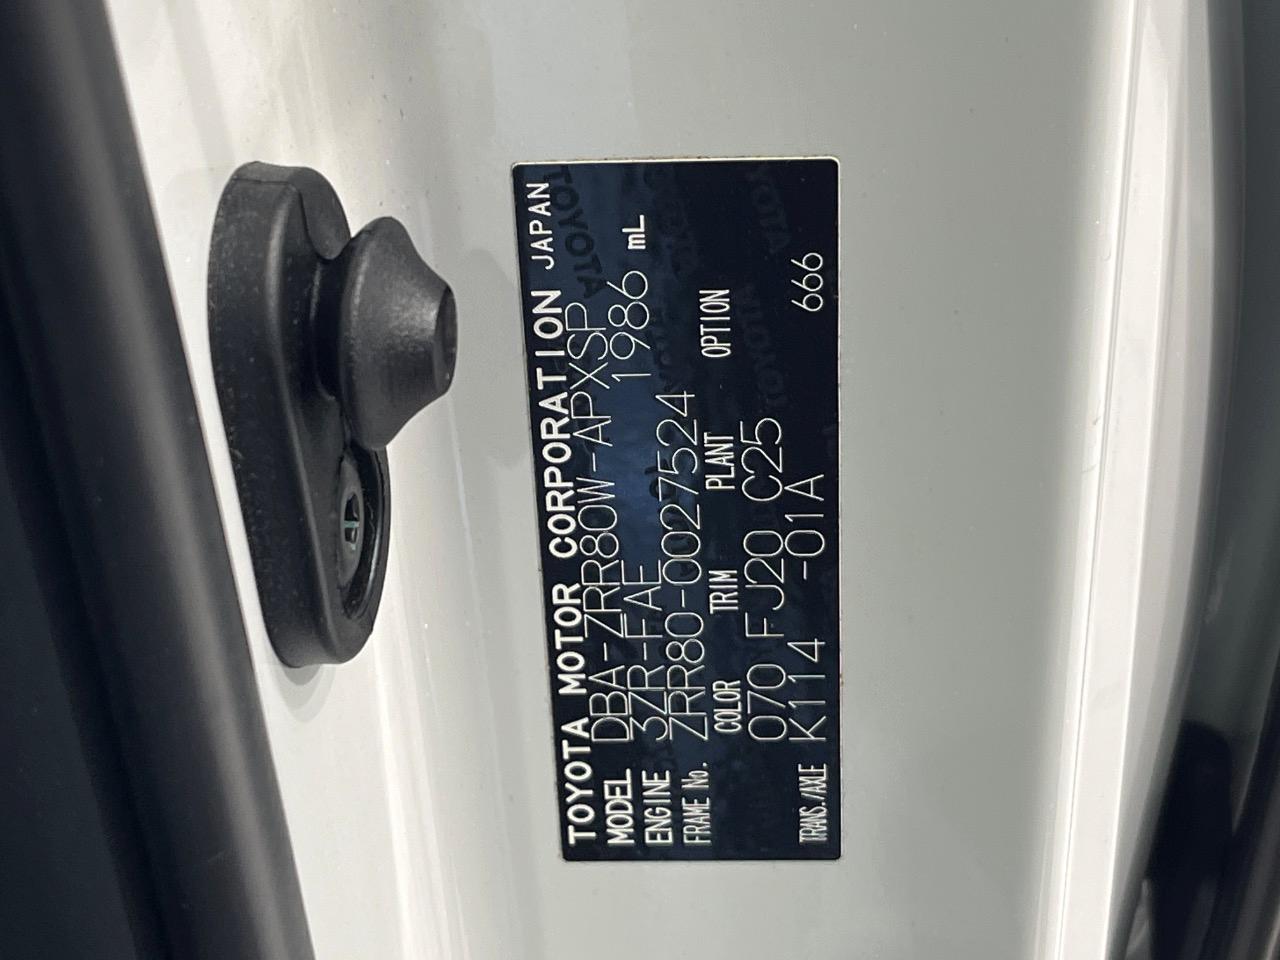 TOYOTA MOTOR CORPORATION JAPAN
MODEL DBA-ZRR80W-APXSP
ENGINE 3ZR-FAE 1986 mL
FRAME No. ZRR80-0027524
COLOR TRIM PLANT OPTION
070 FJ20 C25
TRANS./AXLE K114 -01A 666